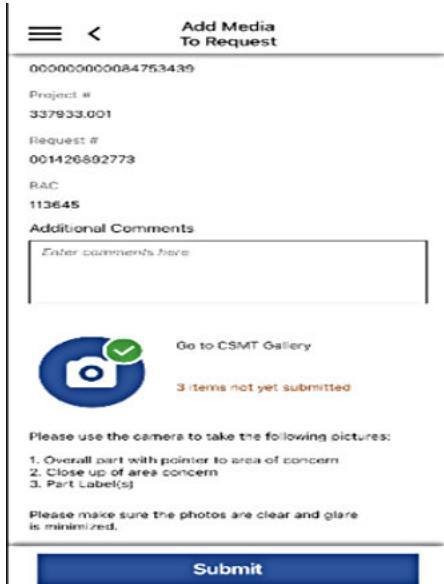 Add Media
To Request
000000000084753439
Project #
337933.001
Request #
001426892773
BAC
113645
Additional Comments
Enter comments here
Go to CSMT Gallery
3 items not yet submitted
Please use the camera to take the following pictures:
1. Overall part with pointer to area of concern
2. Close up of area concern
3. Part Label(s)
Please make sure the photos are clear and glare
is minimized.
Submit